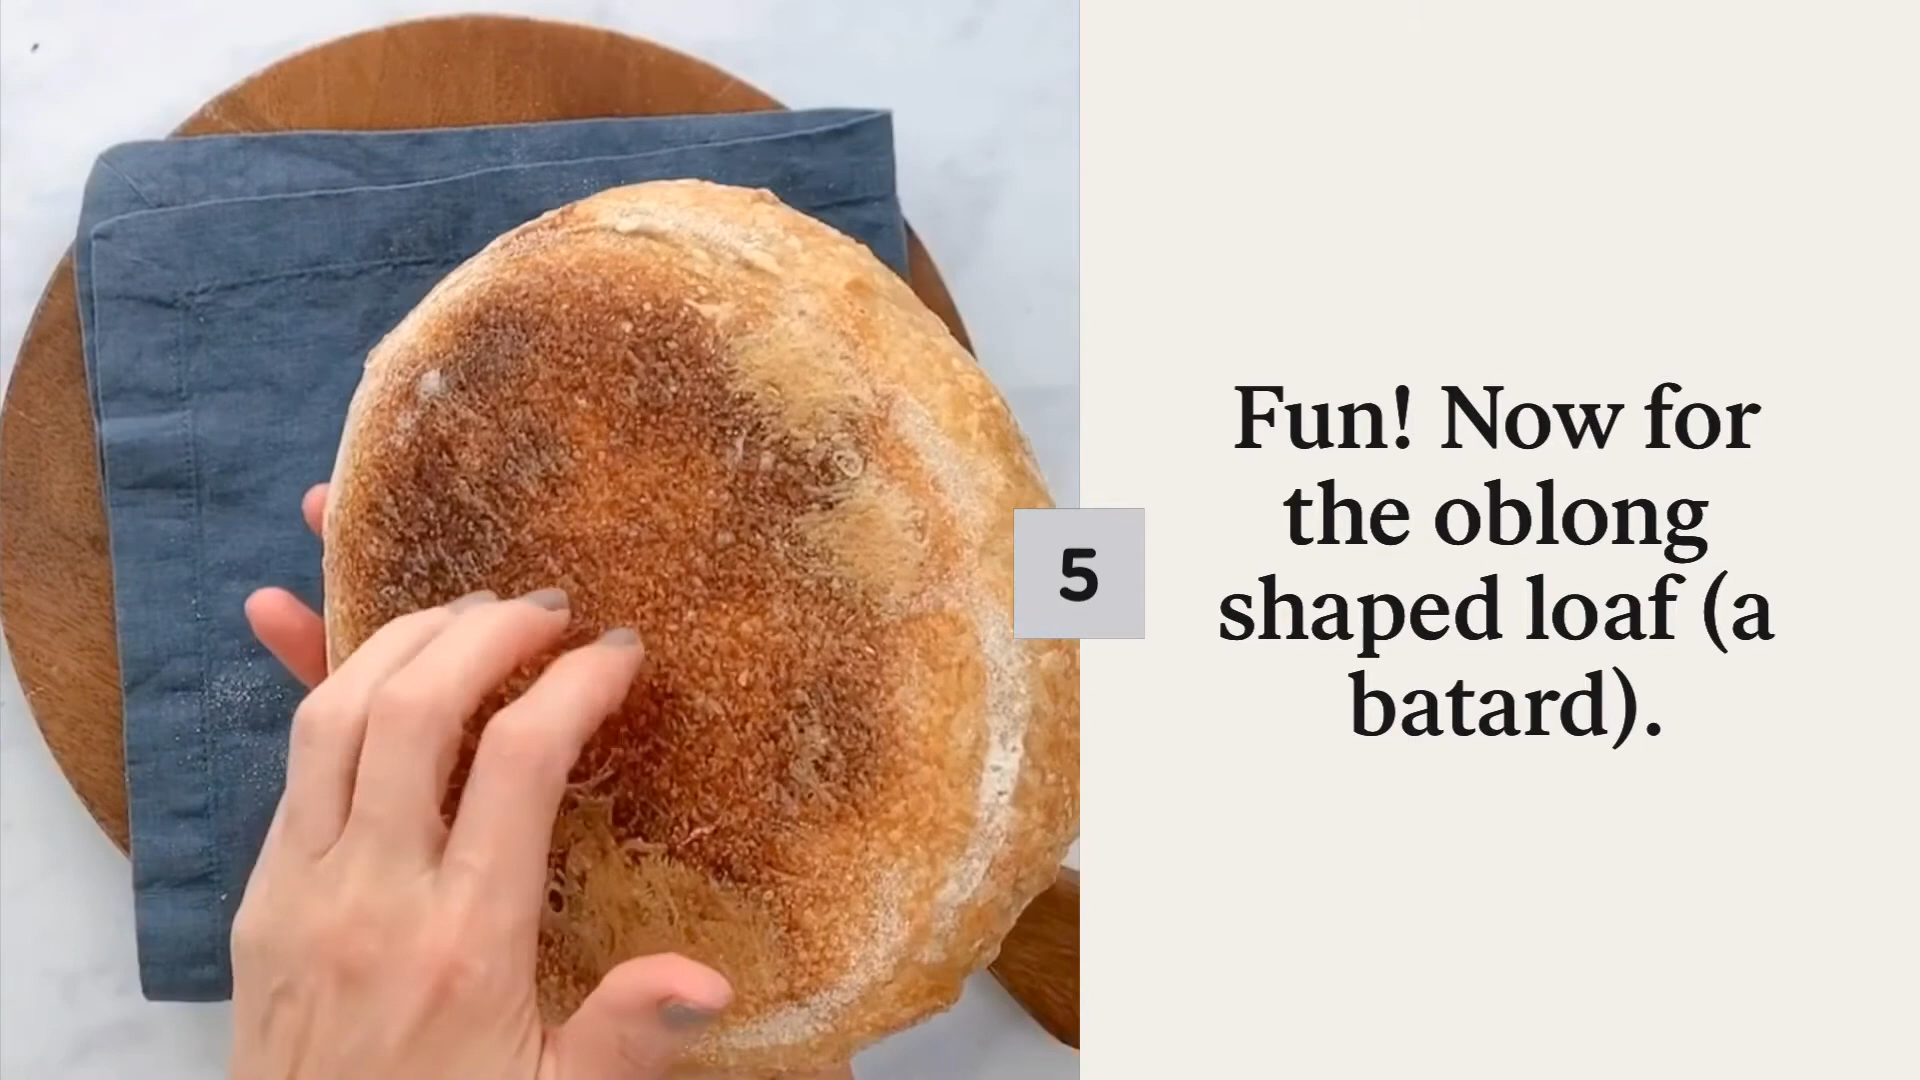 5
Fun! Now for
the oblong
shaped loaf (a
batard).